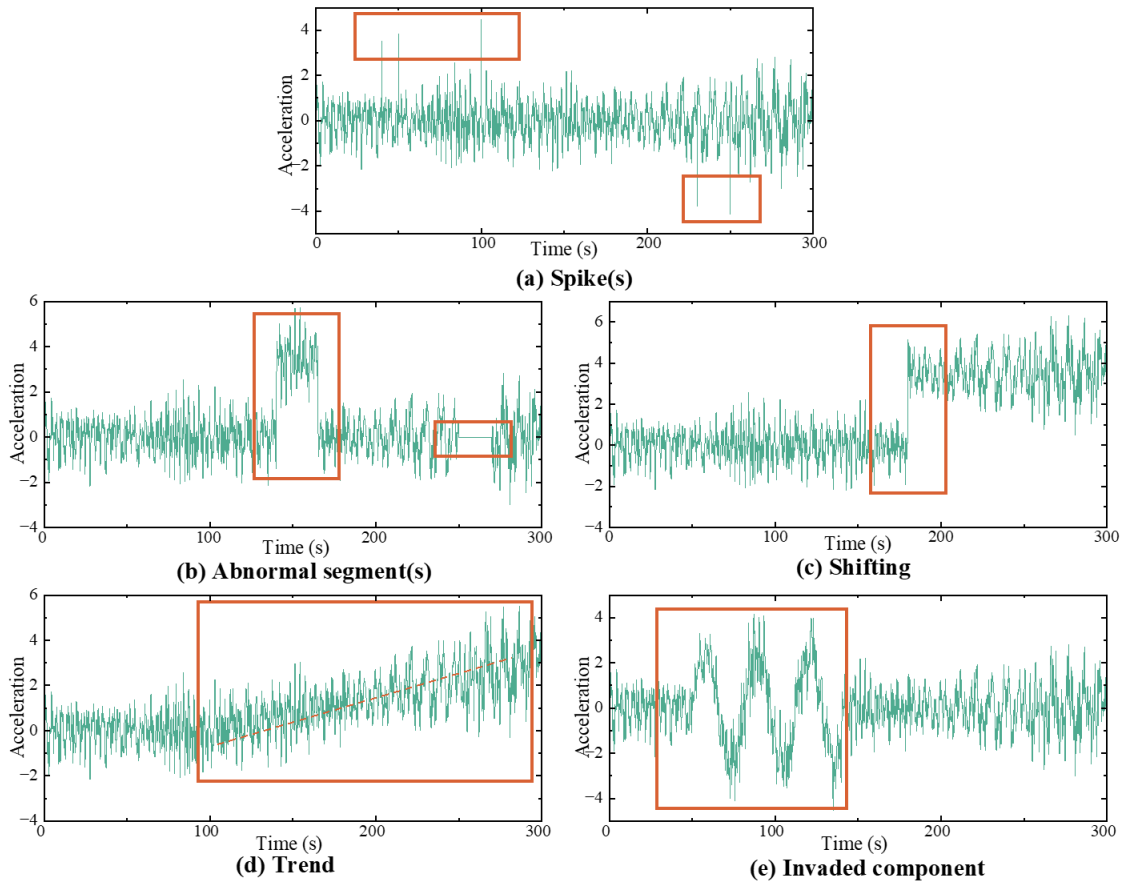 Acceleration
4
2
0
−2
−4
0 100 200 300
Time (s)
(a) Spike(s)
Acceleration
6
4
2
0
−2
−4
0 100 200 300
Time (s)
(b) Abnormal segment(s)
Acceleration
6
4
2
0
−2
−4
0 100 200 300
Time (s)
(c) Shifting
Acceleration
6
4
2
0
−2
−4
0 100 200 300
Time (s)
(d) Trend
Acceleration
4
2
0
−2
−4
0 100 200 300
Time (s)
(e) Invaded component